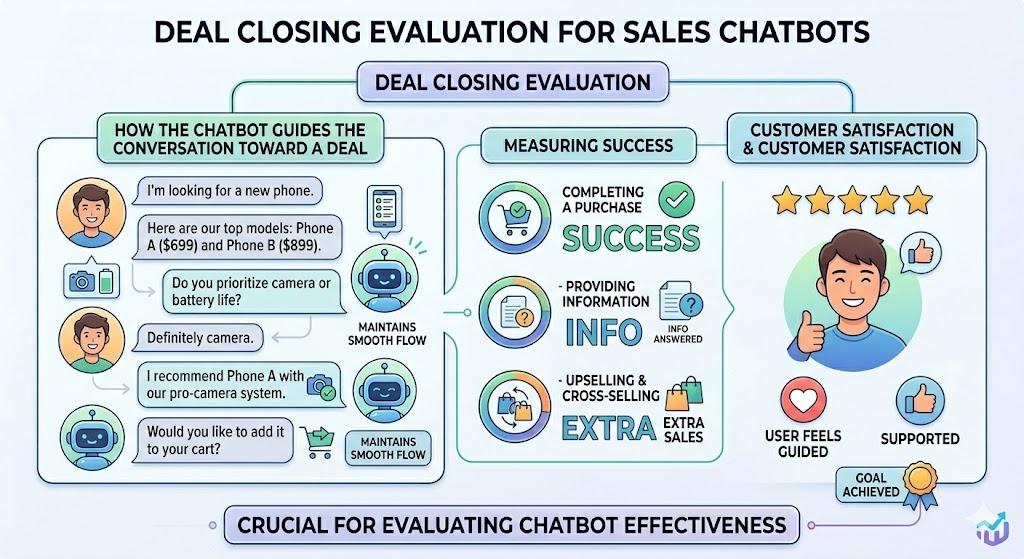 DEAL CLOSING EVALUATION FOR SALES CHATBOTS
DEAL CLOSING EVALUATION
HOW THE CHATBOT GUIDES THE
CONVERSATION TOWARD A DEAL
I'm looking for a new phone.
Here are our top models: Phone
A ($699) and Phone B ($899).
Do you prioritize camera or
battery life?
MAINTAINS
SMOOTH FLOW
Definitely camera.
I recommend Phone A with
our pro-camera system.
Would you like to add it
to your cart?
MAINTAINS
SMOOTH FLOW
MEASURING SUCCESS
COMPLETING
A PURCHASE
SUCCESS
- PROVIDING
INFORMATION
INFO
?
?
INFO
ANSWERED
- UPSELLING &
CROSS-SELLING
EXTRA
EXTRA
SALES
CUSTOMER SATISFACTION
& CUSTOMER SATISFACTION
USER FEELS
GUIDED
SUPPORTED
GOAL
ACHIEVED
CRUCIAL FOR EVALUATING CHATBOT EFFECTIVENESS